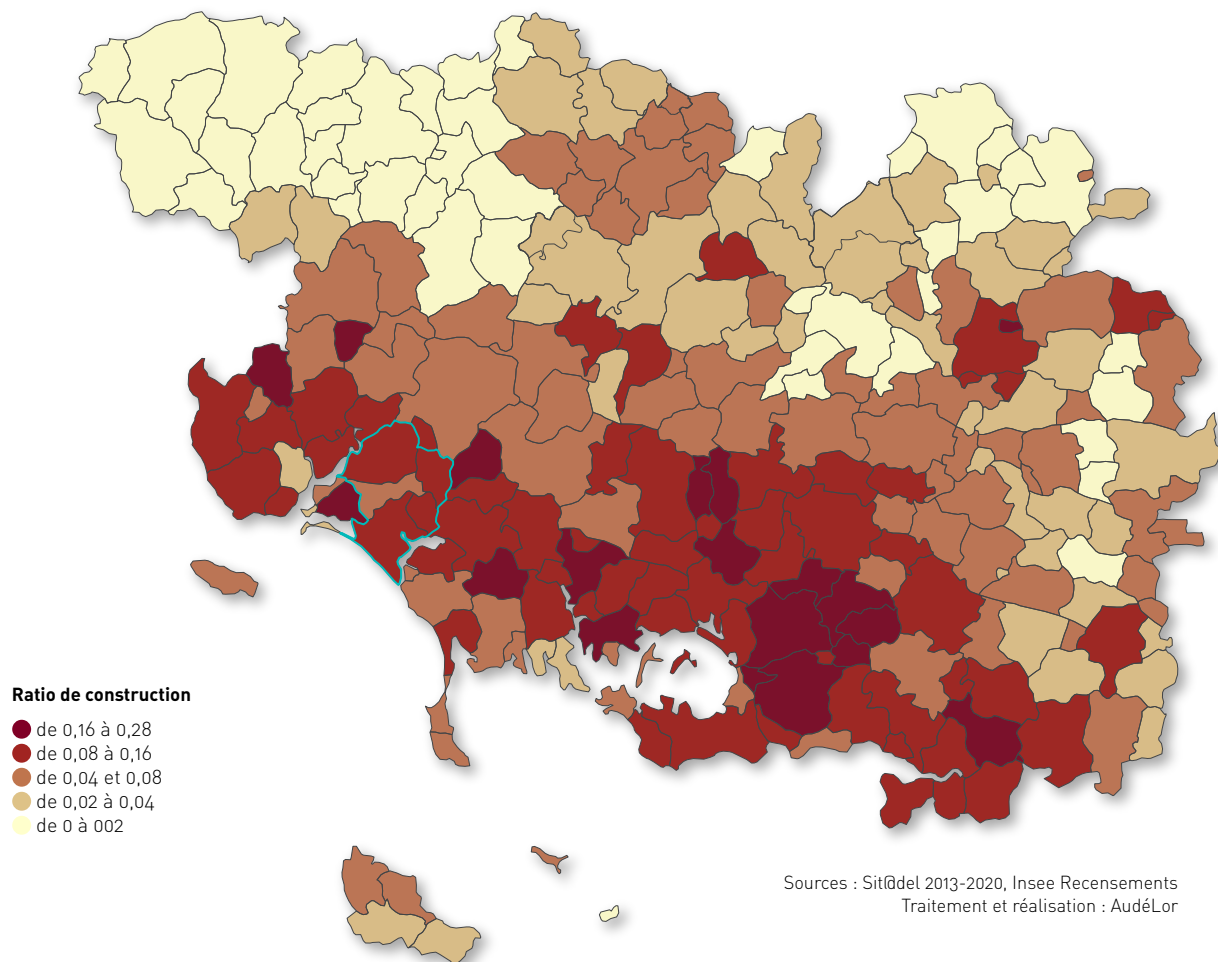 Ratio de construction
de 0,16 à 0,28
de 0,08 à 0,16
de 0,04 et 0,08
de 0,02 à 0,04
de 0 à 002
Sources : Sit@del 2013-2020, Insee Recensements
Traitement et réalisation : AudéLor